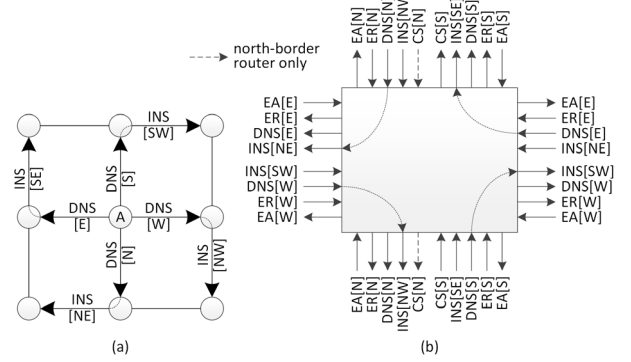 north-border
router only
INS
[SW]
INS
[SE]
DNS
[S]
DNS
[E]
A
DNS
[W]
DNS
[N]
INS
[NW]
INS
[NE]
(a)
EA[N]
ER[N]
DNS[N]
INS[NW]
CS[N]
CS[S]
INS[SE]
DNS[S]
ER[S]
EA[S]
EA[E]
ER[E]
DNS[E]
INS[NE]
INS[SW]
DNS[W]
ER[W]
EA[W]
EA[E]
ER[E]
DNS[E]
INS[NE]
INS[SW]
DNS[W]
ER[W]
EA[W]
EA[N]
ER[N]
DNS[N]
INS[NW]
CS[N]
CS[S]
INS[SE]
DNS[S]
ER[S]
EA[S]
(b)